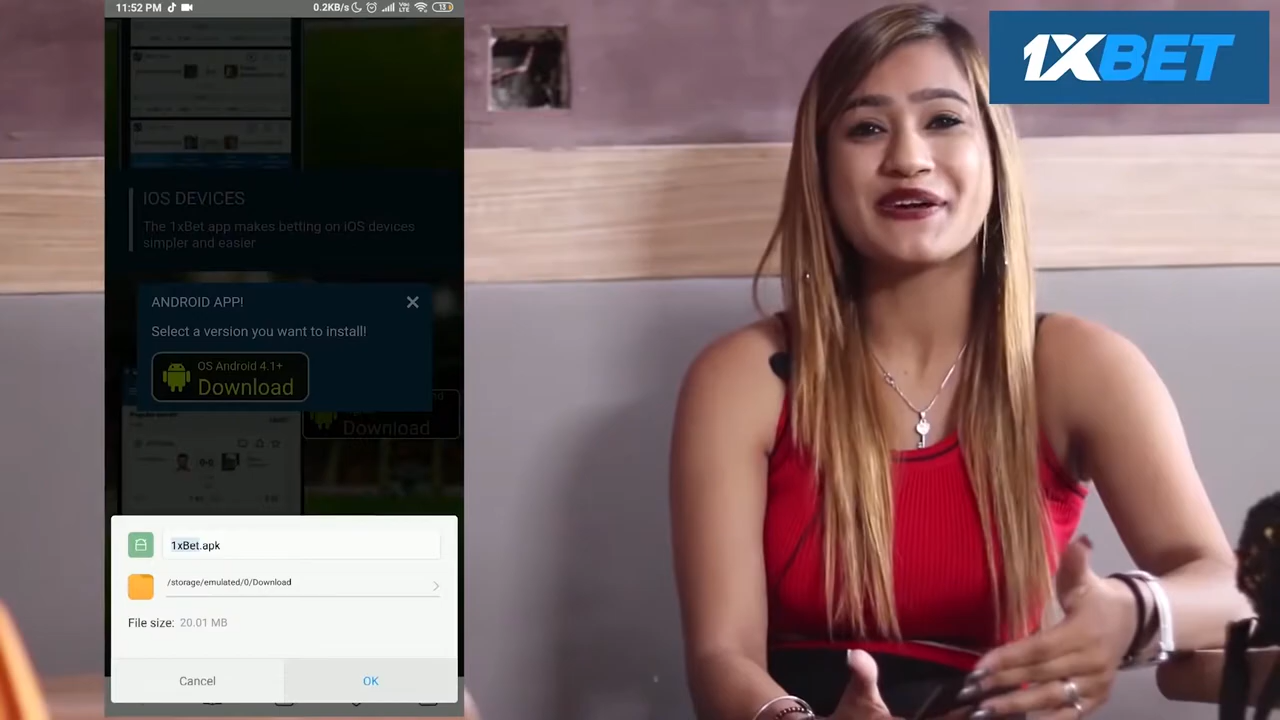 11:52 PM
0.2KB/s
13
IOS DEVICES
The 1xBet app makes betting on iOS devices
simpler and easier
ANDROID APP!
Select a version you want to install!
OS Android 4.1+
Download
Download
1xBet.apk
/storage/emulated/0/Download
File size: 20.01 MB
Cancel
OK
1XBET